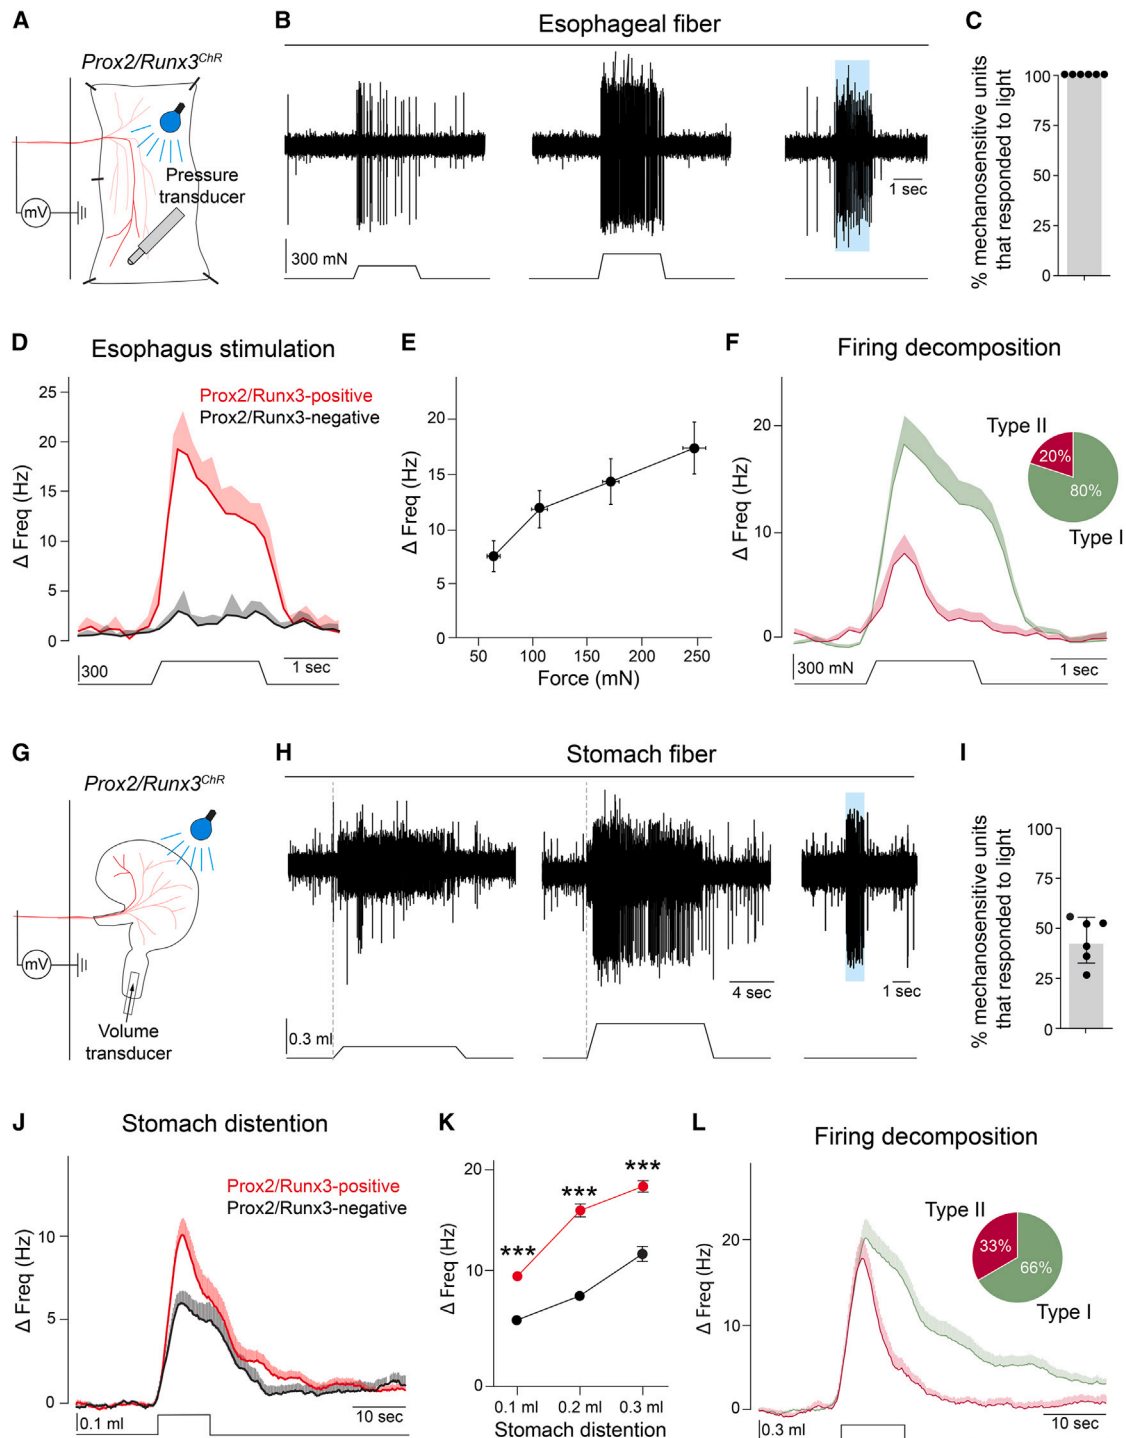 A
Prox2/Runx3ChR
Pressure
transducer
mV
B
Esophageal fiber
300 mN
1 sec
C
% mechanosensitive units
that responded to light
100
75
50
25
0
D
Esophagus stimulation
Prox2/Runx3-positive
Prox2/Runx3-negative
Δ Freq (Hz)
25
20
15
10
5
0
300
1 sec
E
Δ Freq (Hz)
20
15
10
5
0
50 100 150 200 250
Force (mN)
F
Firing decomposition
Δ Freq (Hz)
20
10
0
Type II
20%
80%
Type I
300 mN
1 sec
G
Prox2/Runx3ChR
mV
Volume
transducer
H
Stomach fiber
0.3 ml
4 sec
1 sec
I
% mechanosensitive units
that responded to light
100
75
50
25
0
J
Stomach distention
Prox2/Runx3-positive
Prox2/Runx3-negative
Δ Freq (Hz)
10
5
0
0.1 ml
10 sec
K
Δ Freq (Hz)
20
10
0
*** *** ***
0.1 ml 0.2 ml 0.3 ml
Stomach distention
L
Firing decomposition
Δ Freq (Hz)
20
10
0
Type II
33%
66%
Type I
0.3 ml
10 sec